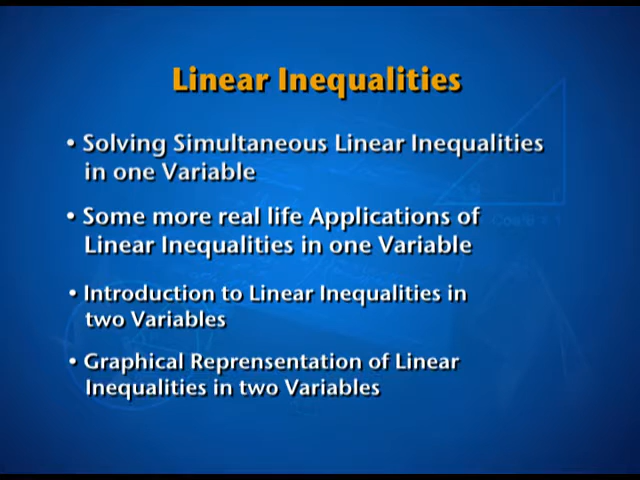 Linear Inequalities
• Solving Simultaneous Linear Inequalities
in one Variable
• Some more real life Applications of
Linear Inequalities in one Variable
• Introduction to Linear Inequalities in
two Variables
• Graphical Reprensentation of Linear
Inequalities in two Variables